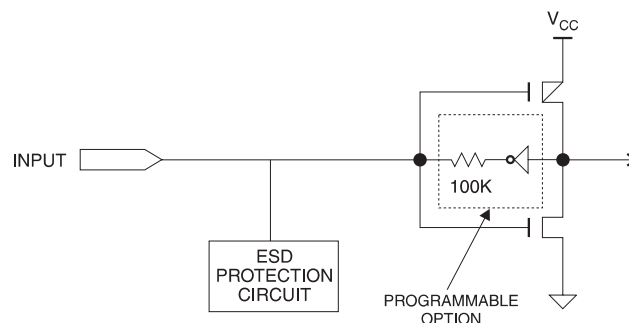 VCC
INPUT
100K
ESD
PROTECTION
CIRCUIT
PROGRAMMABLE
OPTION